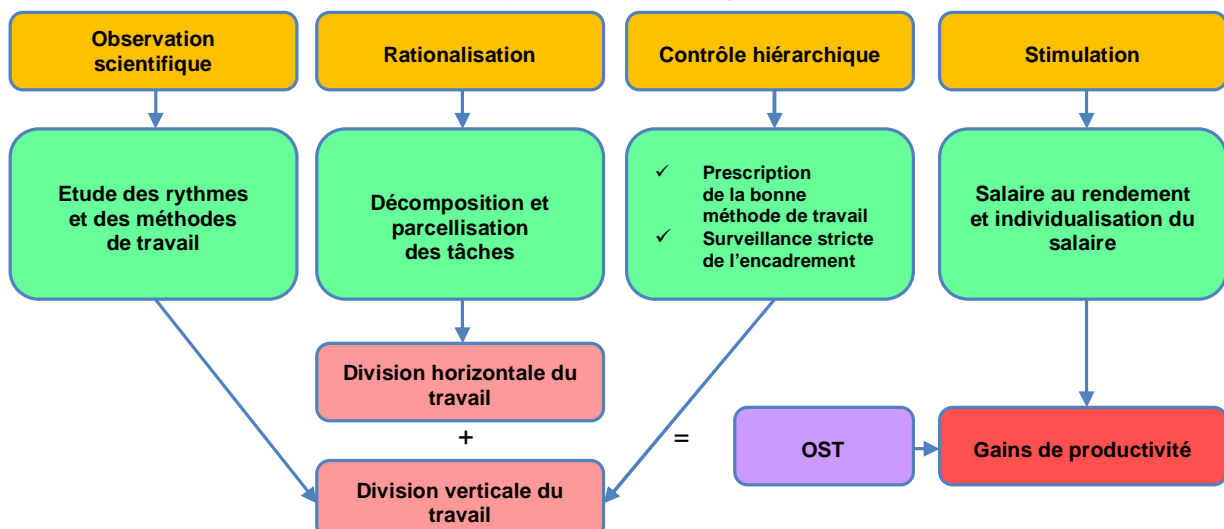 Observation
scientifique
Rationalisation
Contrôle hiérarchique
Stimulation
Etude des rythmes
et des méthodes
de travail
Décomposition et
parcellisation
des tâches
✓ Prescription
de la bonne
méthode de travail
✓ Surveillance stricte
de l'encadrement
Salaire au rendement
et individualisation du
salaire
Division horizontale du
travail
+
=
OST
Gains de productivité
Division verticale du
travail